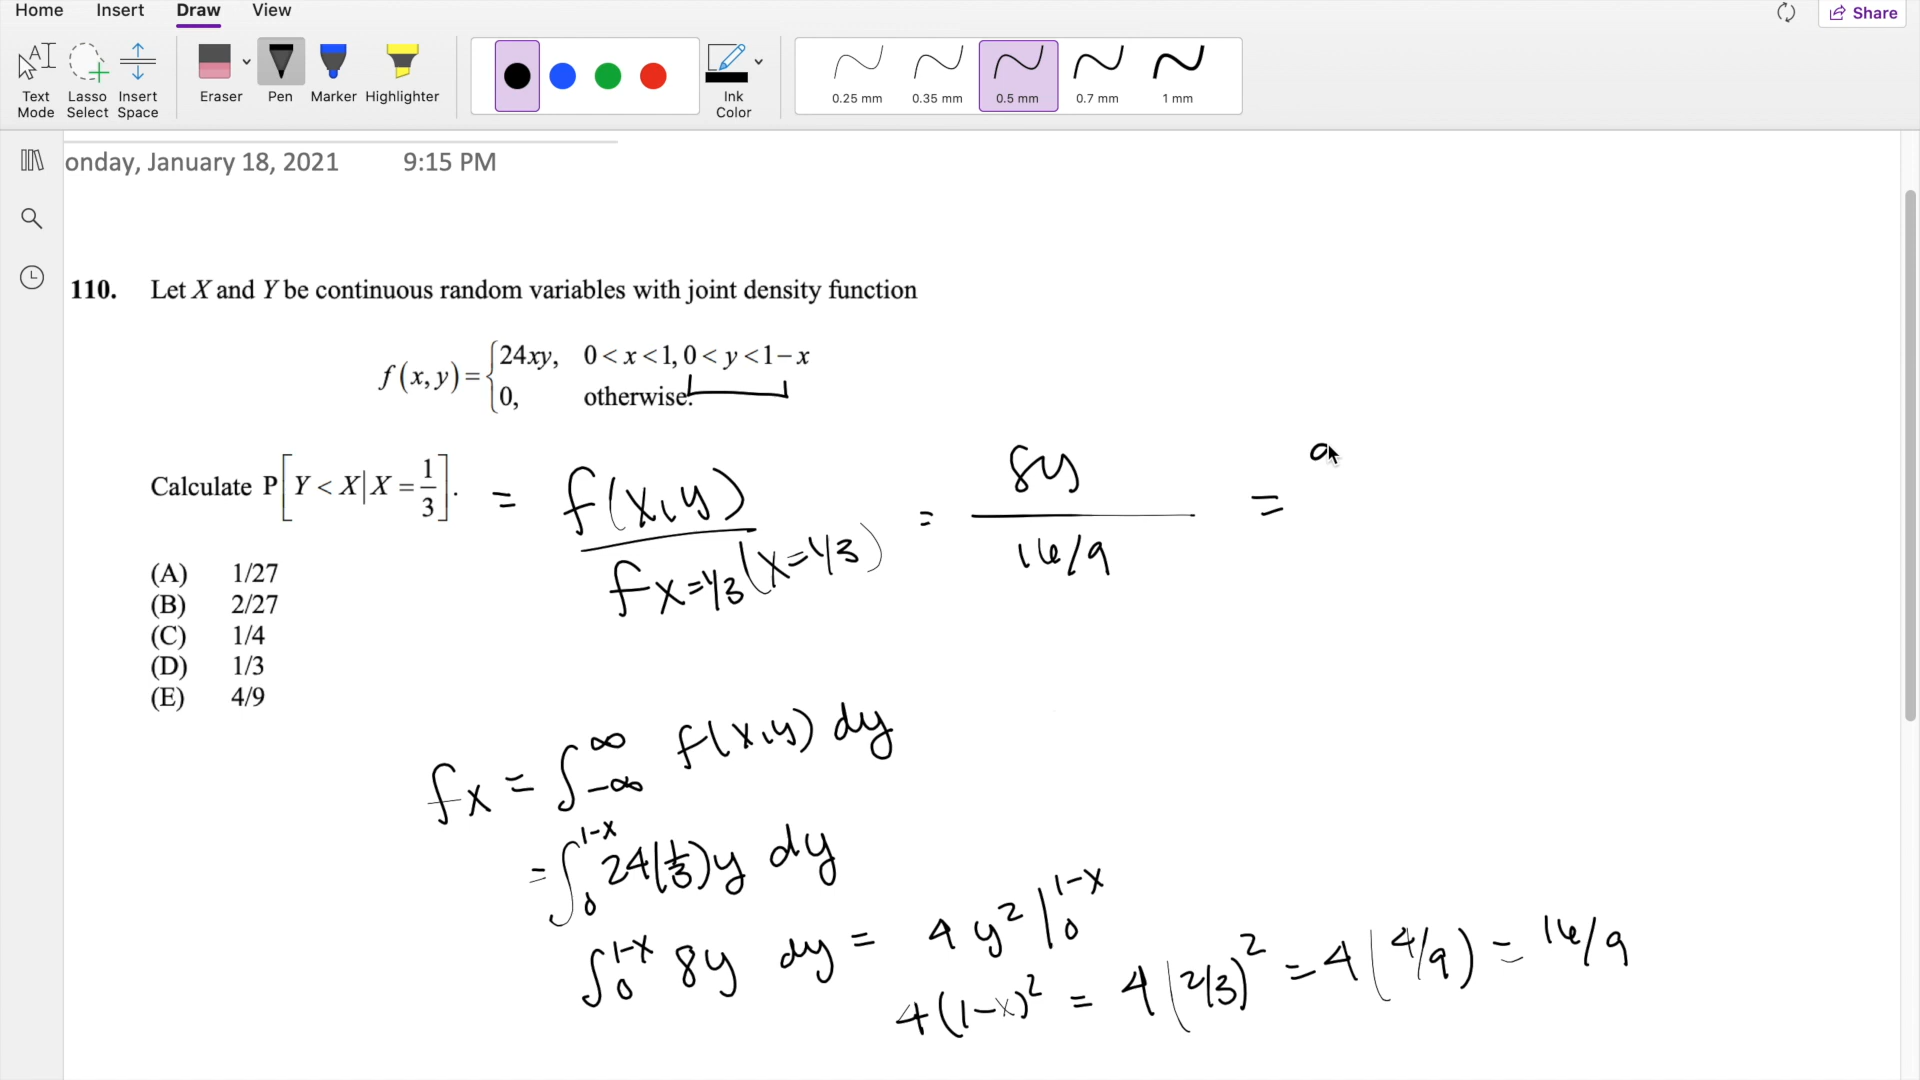 Home Insert Draw View Share
Text Mode Lasso Select Insert Space Eraser Pen Marker Highlighter Ink Color 0.25 mm 0.35 mm 0.5 mm 0.7 mm 1 mm
onday, January 18, 2021 9:15 PM
110. Let X and Y be continuous random variables with joint density function
f(x,y)={24xy, 0<x<1, 0<y<1−x
0, otherwise.
Calculate P[Y<X|X=1/3]. = f(x,y)/fx=1/3(x=1/3) = 8y/16/9 =
(A) 1/27
(B) 2/27
(C) 1/4
(D) 1/3
(E) 4/9
fx = ∫-∞^∞ f(x,y) dy
= ∫0^1-x 24(1/3)y dy
∫0^1-x 8y dy = 4y² |0^1-x
4(1-x)² = 4(2/3)² = 4(4/9) = 16/9